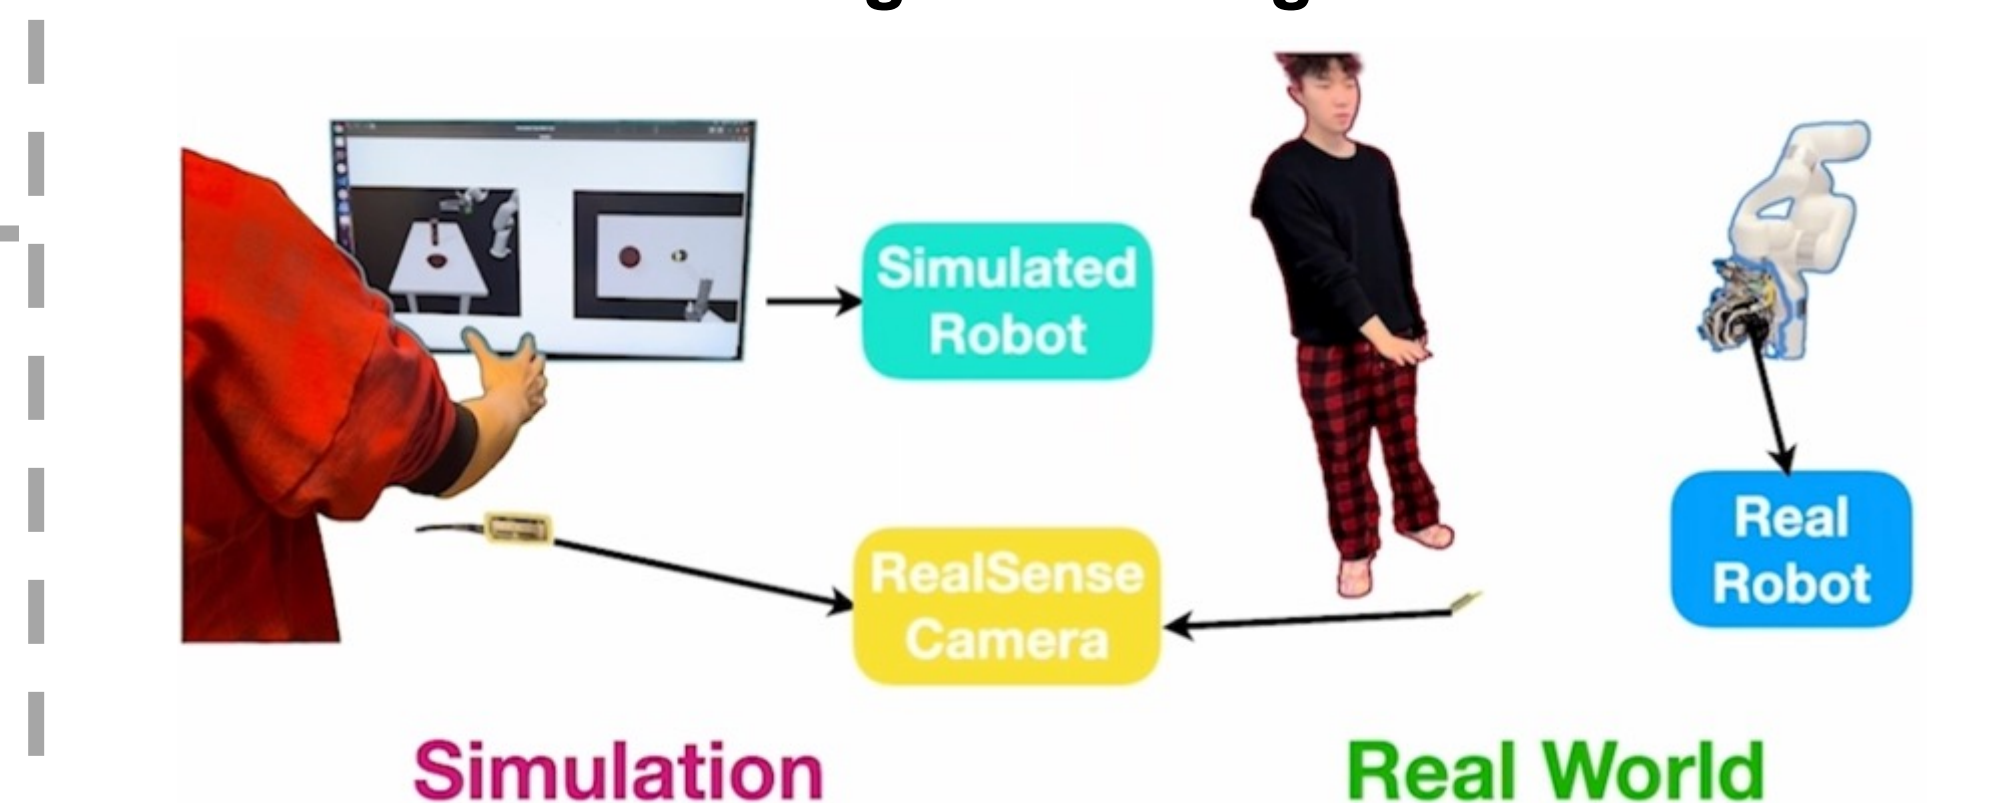 Simulated
Robot
RealSense
Camera
Real
Robot
Simulation
Real World